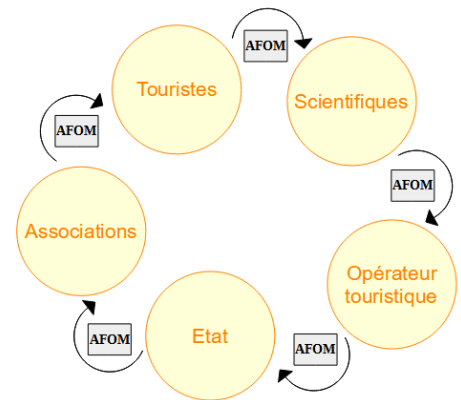 AFOM
Touristes
Scientifiques
AFOM
AFOM
Associations
Opérateur
touristique
Etat
AFOM
AFOM